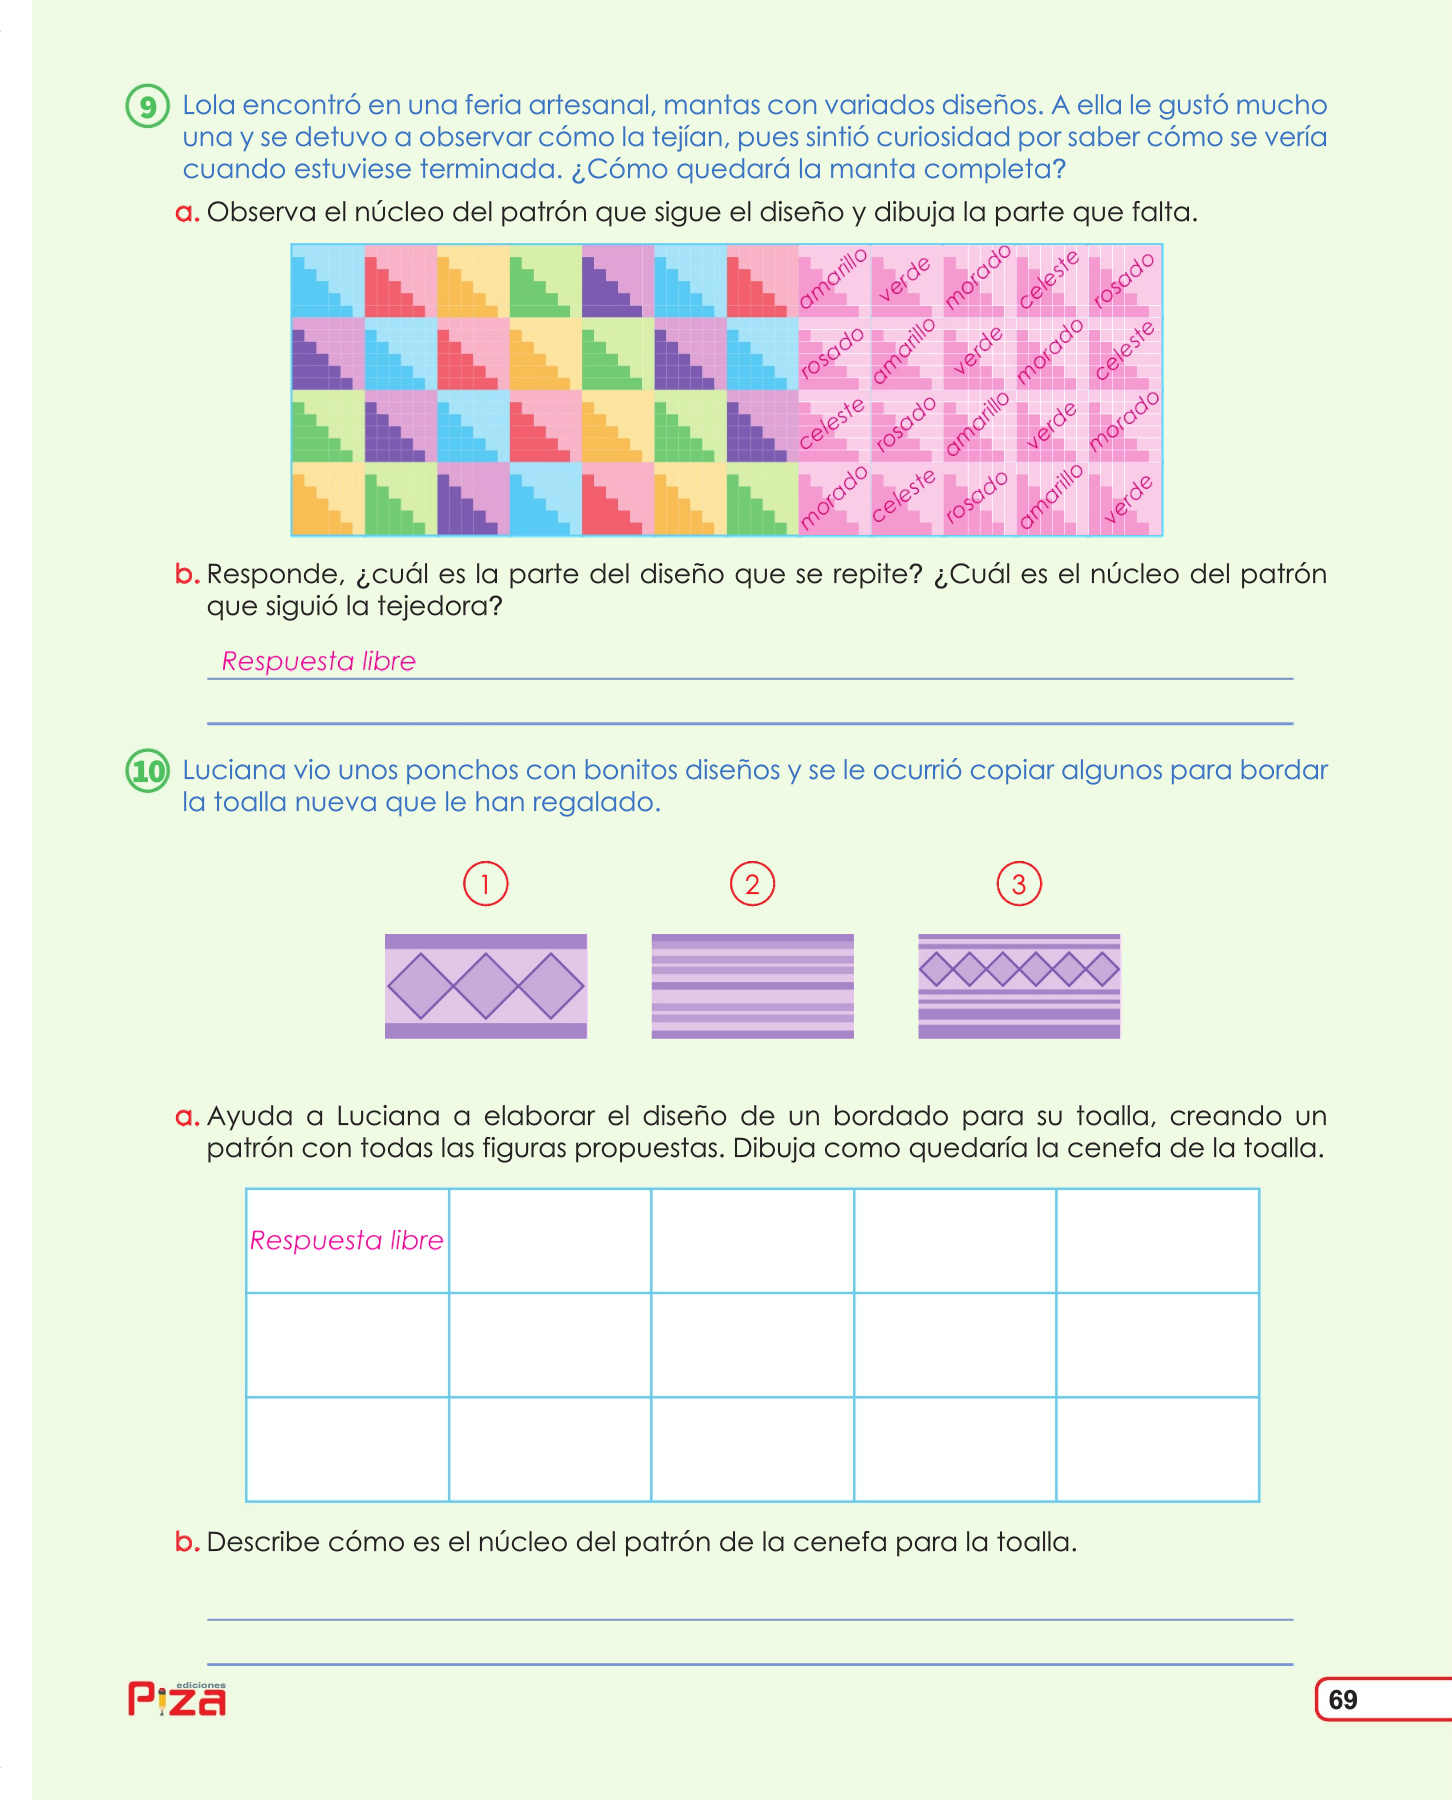 9 Lola encontró en una feria artesanal, mantas con variados diseños. A ella le gustó mucho
una y se detuvo a observar cómo la tejían, pues sintió curiosidad por saber cómo se vería
cuando estuviese terminada. ¿Cómo quedará la manta completa?
a. Observa el núcleo del patrón que sigue el diseño y dibuja la parte que falta.
amarillo verde morado celeste rosado
rosado amarillo verde morado celeste
celeste rosado amarillo verde morado
morado celeste rosado amarillo verde
b. Responde, ¿cuál es la parte del diseño que se repite? ¿Cuál es el núcleo del patrón
que siguió la tejedora?
Respuesta libre
10 Luciana vio unos ponchos con bonitos diseños y se le ocurrió copiar algunos para bordar
la toalla nueva que le han regalado.
1 2 3
a. Ayuda a Luciana a elaborar el diseño de un bordado para su toalla, creando un
patrón con todas las figuras propuestas. Dibuja como quedaría la cenefa de la toalla.
Respuesta libre
b. Describe cómo es el núcleo del patrón de la cenefa para la toalla.
ediciones
Piza
69